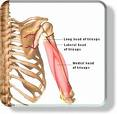 Long head of triceps
Lateral head
of triceps
Medial head
of triceps